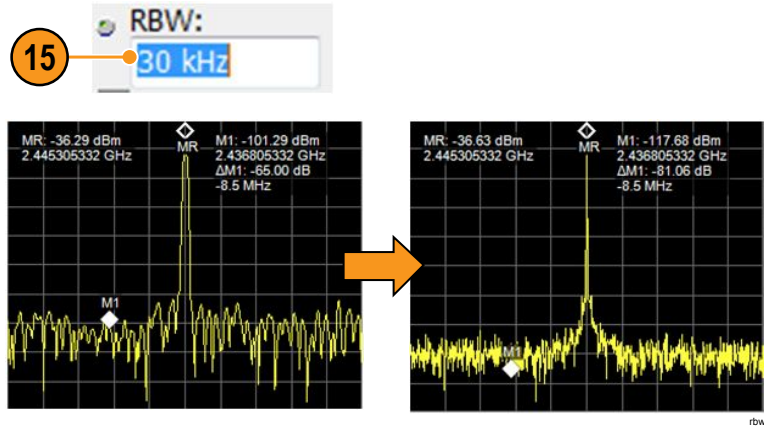 RBW:
15
30 kHz
MR: -36.29 dBm
2.445305332 GHz
MR
M1: -101.29 dBm
2.436805332 GHz
ΔM1: -65.00 dB
-8.5 MHz
M1
MR: -36.63 dBm
2.445305332 GHz
MR
M1: -117.68 dBm
2.436805332 GHz
ΔM1: -81.06 dB
-8.5 MHz
M1
rbw